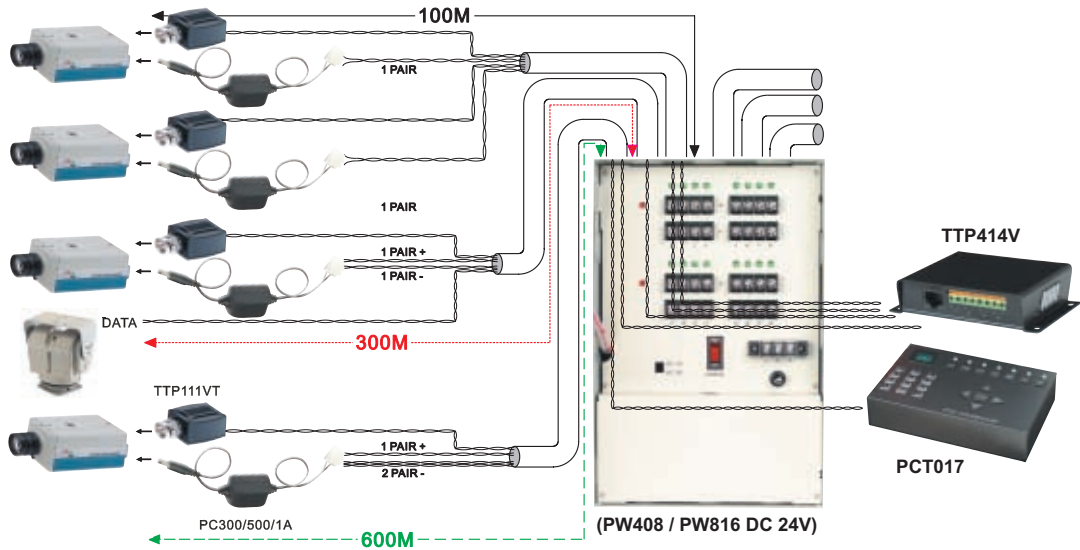 100M
1 PAIR
1 PAIR
1 PAIR +
1 PAIR -
DATA
300M
TTP414V
TTP111VT
1 PAIR +
2 PAIR -
PCT017
PC300/500/1A
(PW408 / PW816 DC 24V)
600M